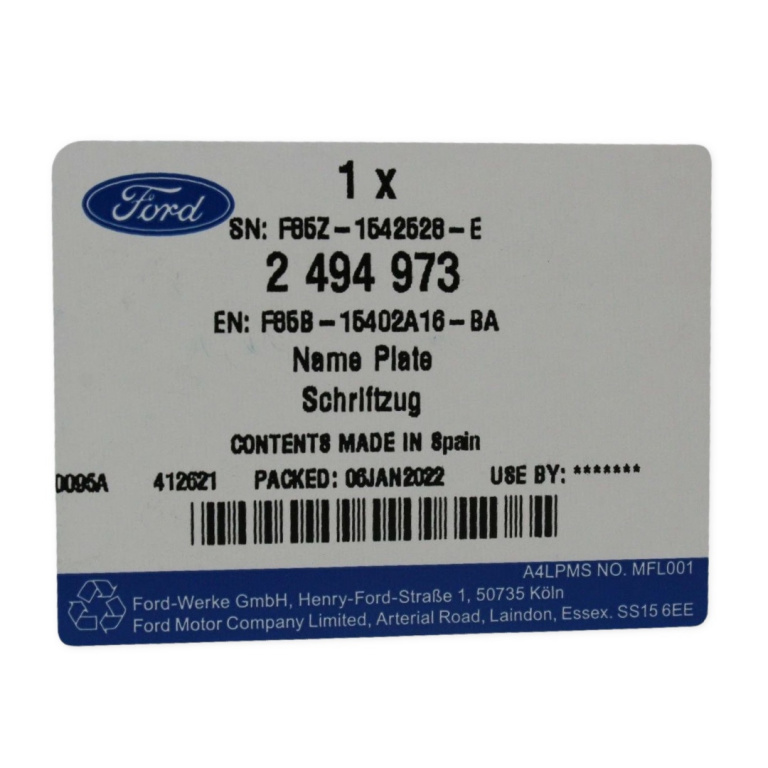 1 x
Ford
SN: F85Z-1542528-E
2 494 973
EN: F85B-15402A16-BA
Name Plate
Schriftzug
CONTENTS MADE IN Spain
0095A 412621 PACKED: 06JAN2022 USE BY: *******
A4LPMS NO. MFL001
Ford-Werke GmbH, Henry-Ford-Straße 1, 50735 Köln
Ford Motor Company Limited, Arterial Road, Laindon, Essex. SS15 6EE